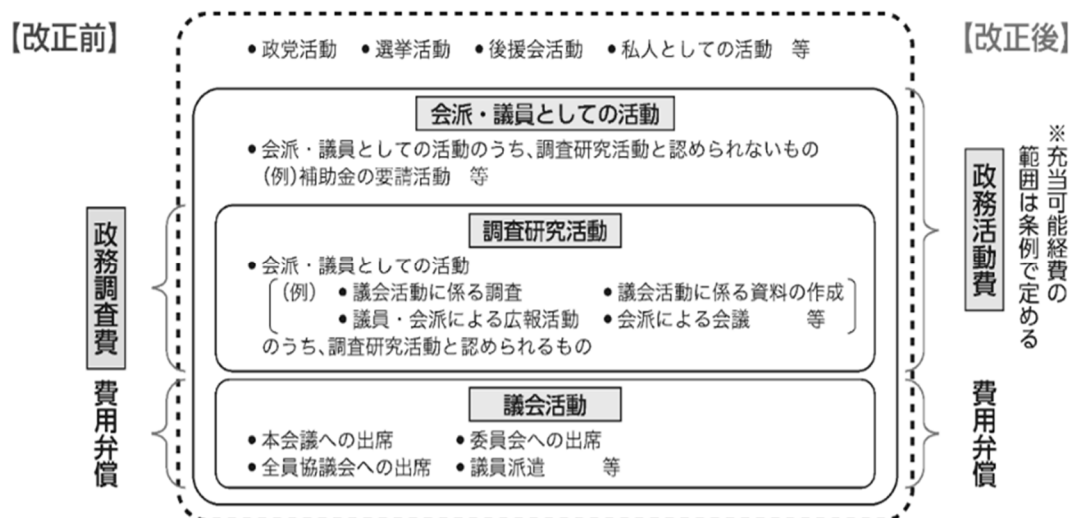 【改正前】
【改正後】
●政党活動 ●選挙活動 ●後援会活動 ●私人としての活動 等
会派・議員としての活動
●会派・議員としての活動のうち、調査研究活動と認められないもの
(例)補助金の要請活動 等
調査研究活動
●会派・議員としての活動
(例) ●議会活動に係る調査 ●議会活動に係る資料の作成
●議員・会派による広報活動 ●会派による会議 等
のうち、調査研究活動と認められるもの
議会活動
●本会議への出席 ●委員会への出席
●全員協議会への出席 ●議員派遣 等
政務調査費
費用弁償
政務活動費
※充当可能経費の
範囲は条例で定める
費用弁償